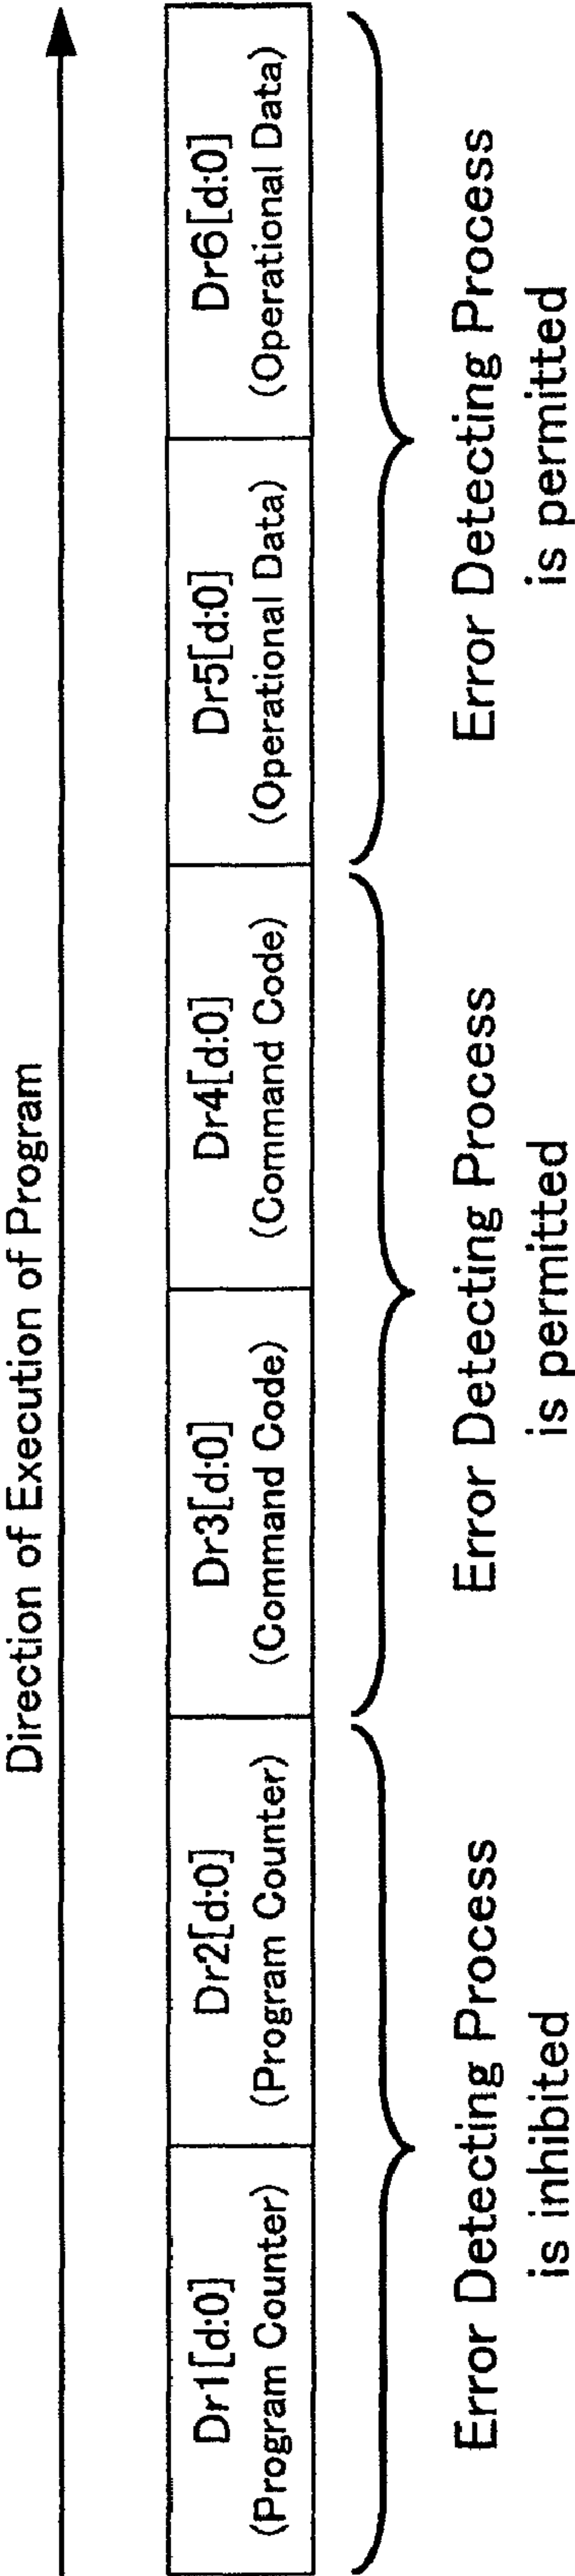 Direction of Execution of Program
Dr1[d:0]
(Program Counter)
Dr2[d:0]
(Program Counter)
Dr3[d:0]
(Command Code)
Dr4[d:0]
(Command Code)
Dr5[d:0]
(Operational Data)
Dr6[d:0]
(Operational Data)
Error Detecting Process
is inhibited
Error Detecting Process
is permitted
Error Detecting Process
is permitted